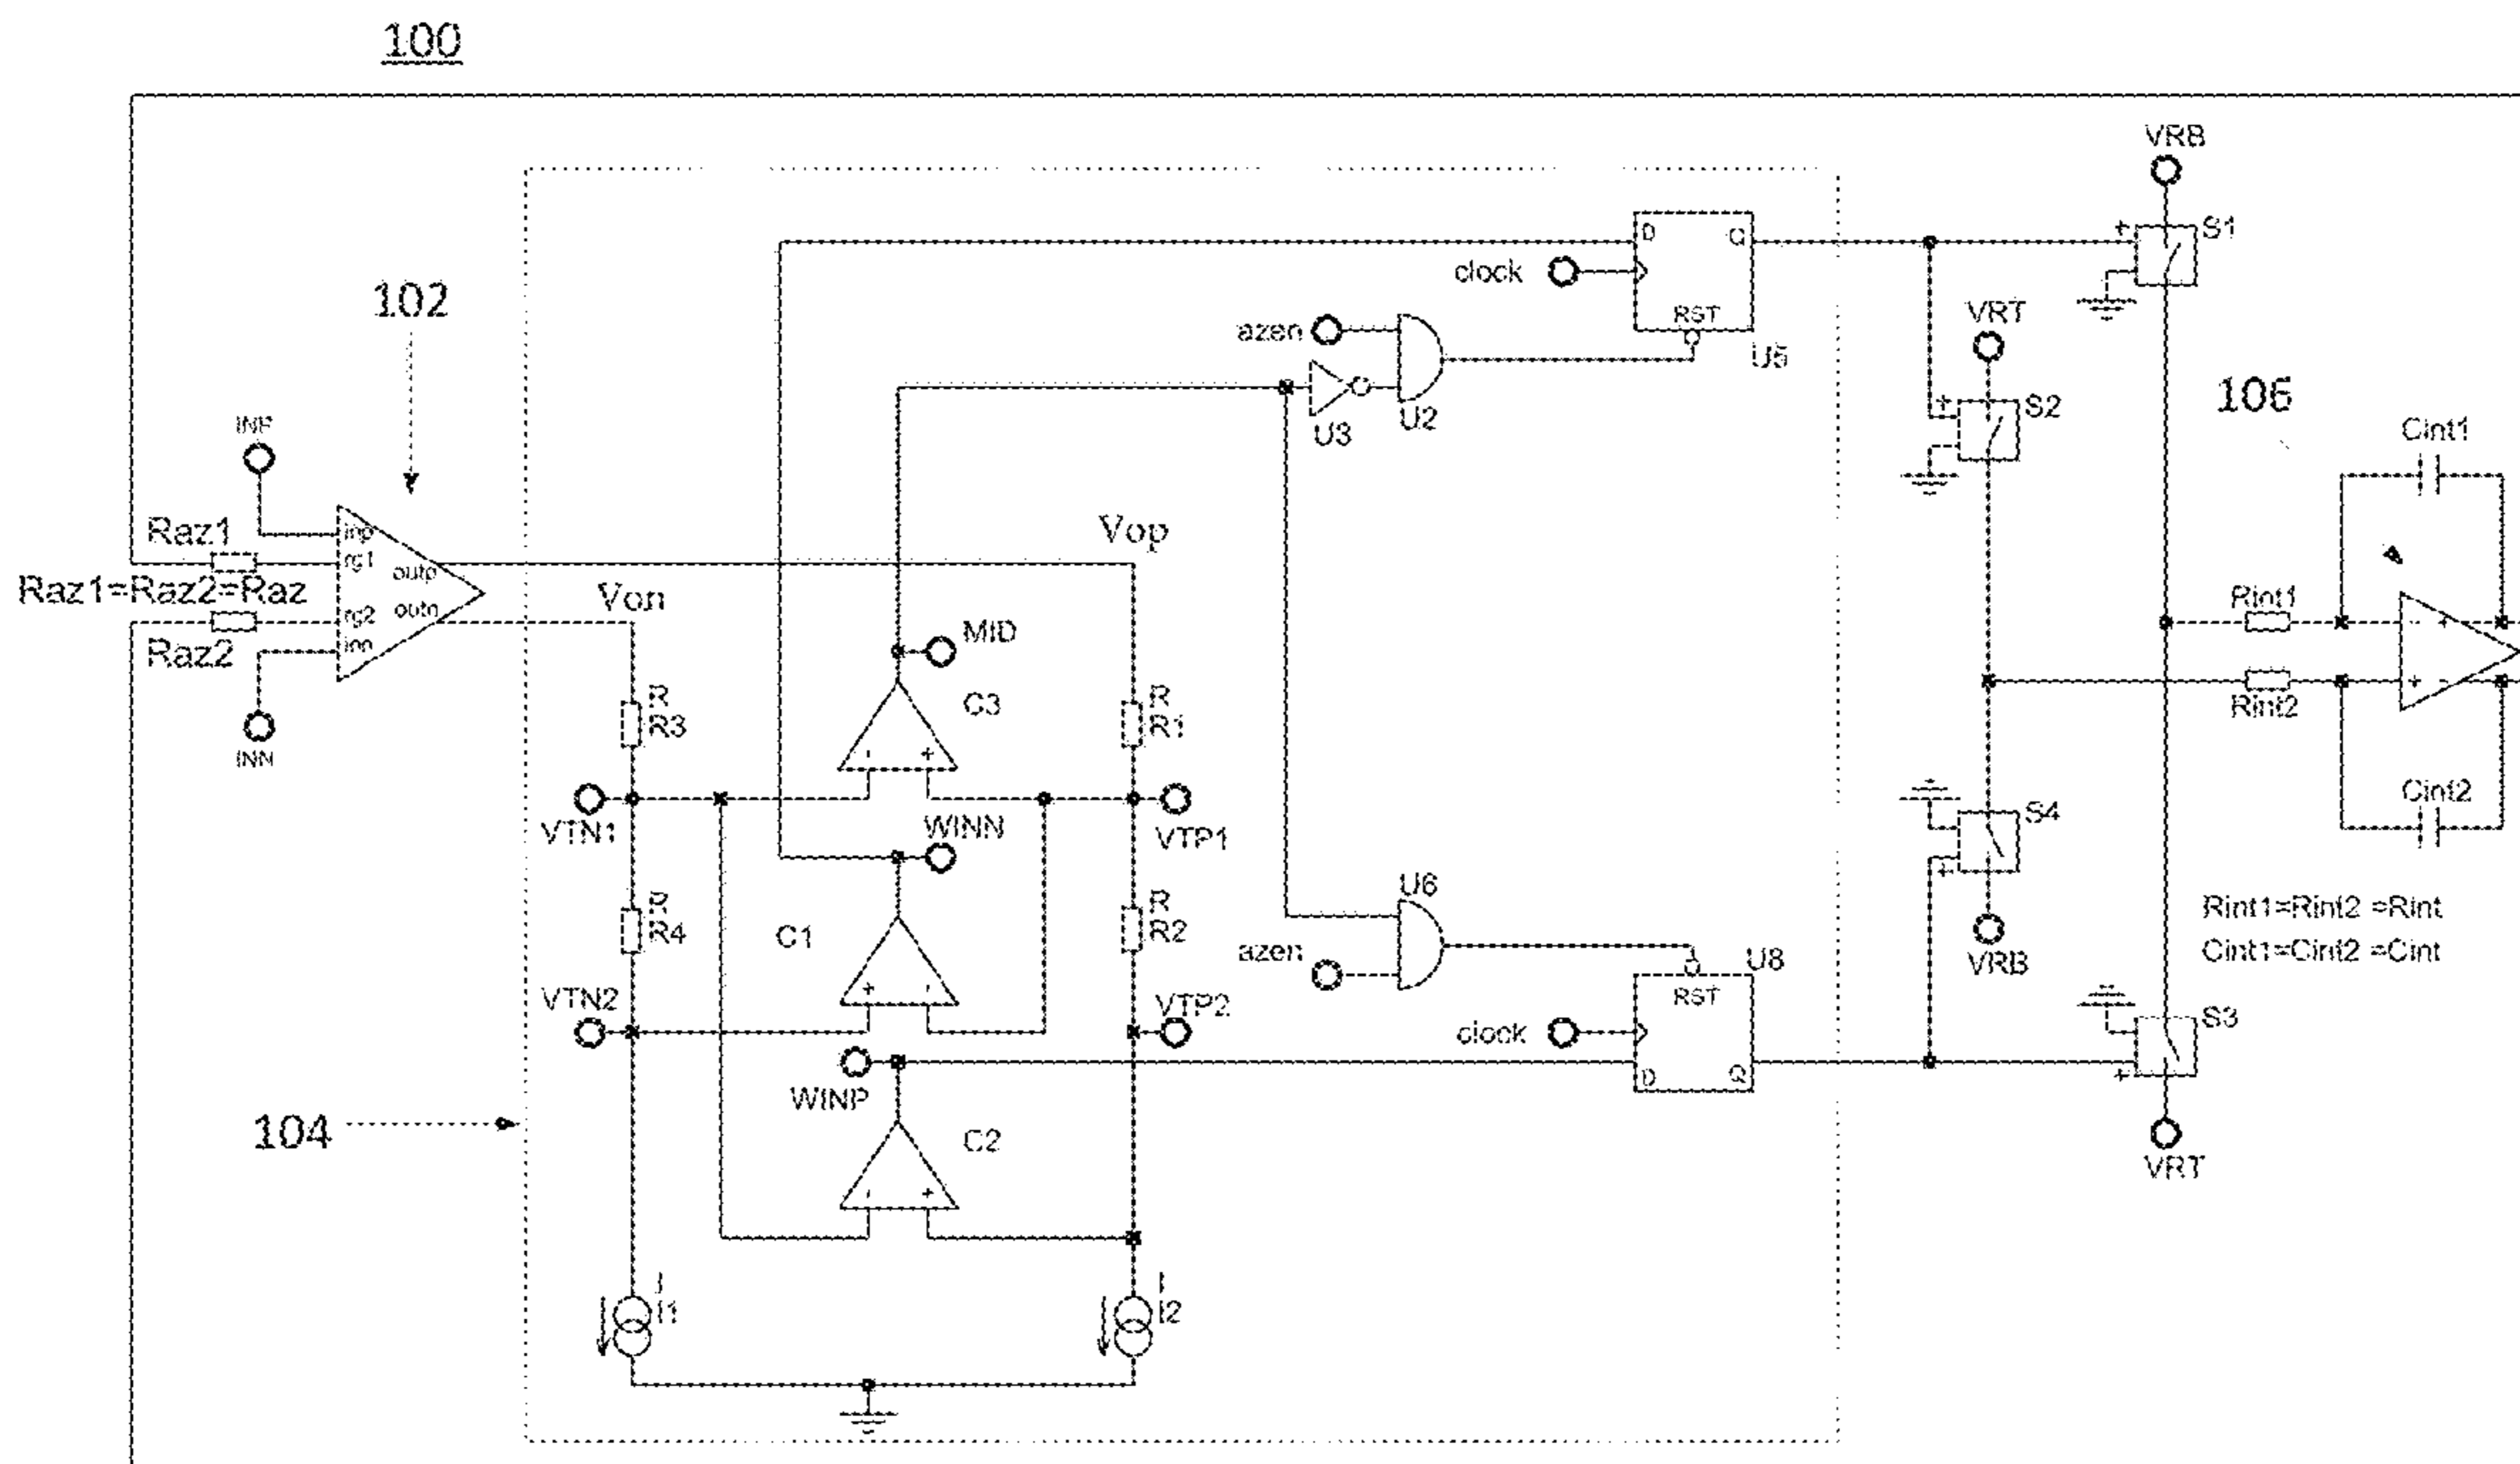 100
VRB
S1
D
Q
clock
RST
U5
102
azen
U3
U2
VRT
S2
106
Cint1
INP
Raz1
inp
rg1
outp
Vop
Raz1=Raz2=Raz
rg2
outn
Von
Raz2
inn
INN
MID
C3
R
R3
R
R1
- +
Rint1
- +
+ -
Rint2
VTN1
WINN
VTP1
S4
Cint2
R
R4
C1
R
R2
+ -
U6
azen
Rint1=Rint2 =Rint
Cint1=Cint2 =Cint
VRB
VTN2
VTP2
U8
RST
clock
D
Q
S3
WINP
104
C2
- +
VRT
I
I1
I
I2